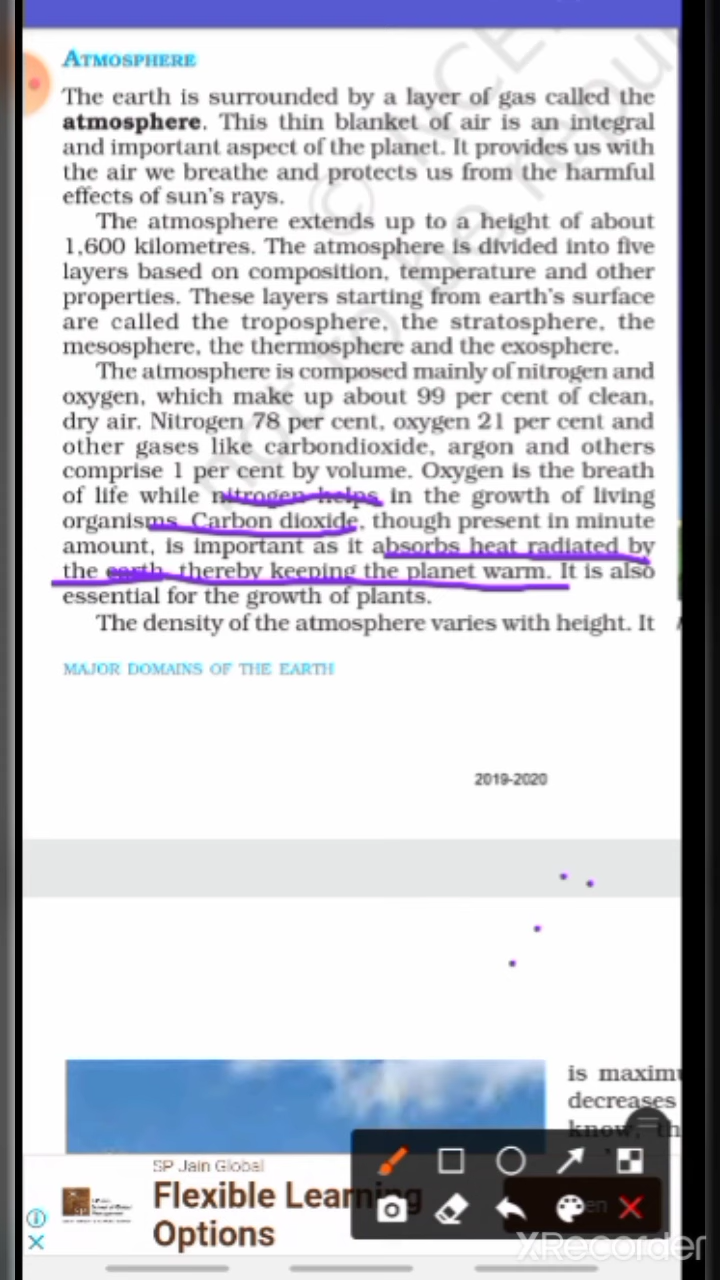 ATMOSPHERE
The earth is surrounded by a layer of gas called the
atmosphere. This thin blanket of air is an integral
and important aspect of the planet. It provides us with
the air we breathe and protects us from the harmful
effects of sun's rays.
The atmosphere extends up to a height of about
1,600 kilometres. The atmosphere is divided into five
layers based on composition, temperature and other
properties. These layers starting from earth's surface
are called the troposphere, the stratosphere, the
mesosphere, the thermosphere and the exosphere.
The atmosphere is composed mainly of nitrogen and
oxygen, which make up about 99 per cent of clean,
dry air. Nitrogen 78 per cent, oxygen 21 per cent and
other gases like carbondioxide, argon and others
comprise 1 per cent by volume. Oxygen is the breath
of life while nitrogen helps in the growth of living
organisms. Carbon dioxide, though present in minute
amount, is important as it absorbs heat radiated by
the earth, thereby keeping the planet warm. It is also
essential for the growth of plants.
The density of the atmosphere varies with height. It
MAJOR DOMAINS OF THE EARTH
2019-2020
is
decreases
know,
SP Jain Global
Flexible Learning
Options
XRecorder